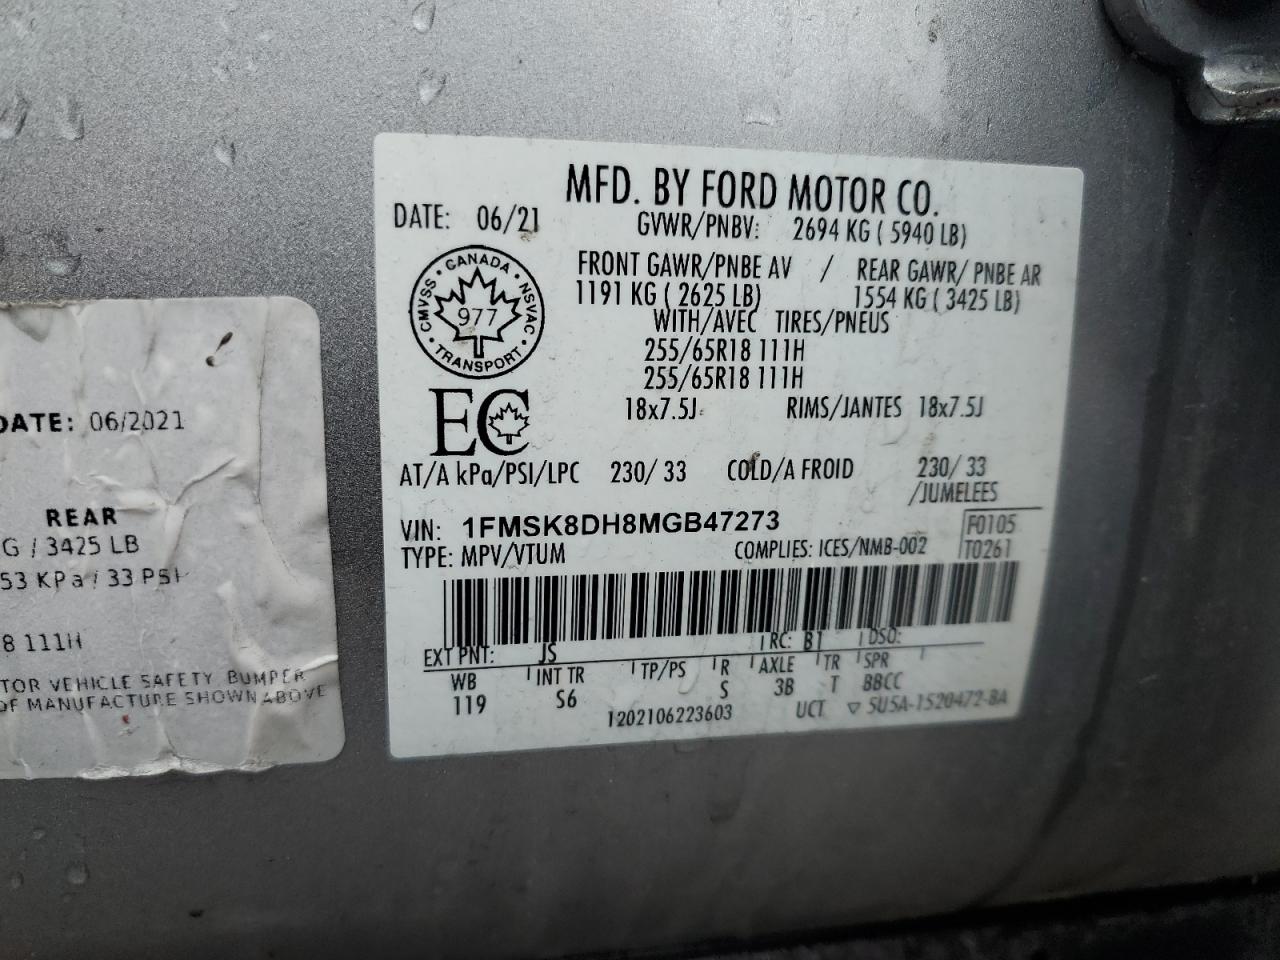 DATE: 06/2021
REAR
G / 3425 LB
53 KPa / 33 PSI
8 111H
TOR VEHICLE SAFETY, BUMPER
OF MANUFACTURE SHOWN ABOVE
MFD. BY FORD MOTOR CO.
DATE: 06/21
GVWR/PNBV: 2694 KG ( 5940 LB)
CANADA
CMVSS NSVAC
977
TRANSPORT
FRONT GAWR/PNBE AV / REAR GAWR/ PNBE AR
1191 KG ( 2625 LB) 1554 KG ( 3425 LB)
WITH/AVEC TIRES/PNEUS
255/65R18 111H
255/65R18 111H
EC
18x7.5J RIMS/JANTES 18x7.5J
AT/A kPa/PSI/LPC 230/ 33 COLD/A FROID 230/ 33
/JUMELEES
VIN: 1FMSK8DH8MGB47273 F0105
TYPE: MPV/VTUM COMPLIES: ICES/NMB-002 T0261
EXT PNT: JS RC: B1 DSO:
WB INT TR TP/PS R AXLE TR SPR
119 S6 S 3B T 88CC
1202106223603 UCT ▽ 5U5A-1520472-BA